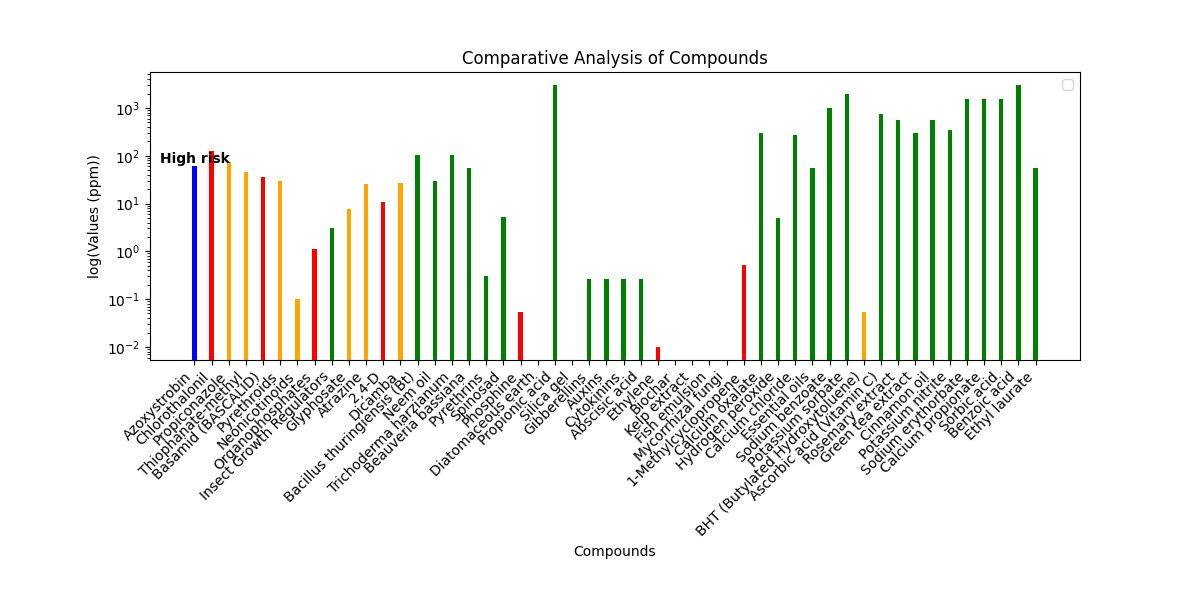 Comparative Analysis of Compounds
10³
10²
10¹
10⁰
10⁻¹
10⁻²
log(Values (ppm))
High risk
Azoxystrobin
Chlorothalonil
Propiconazole
Thiophanate-methyl
Basamid (BASCALID)
Pyrethroids
Neonicotinoids
Organophosphates
Insect Growth Regulators
Glyphosate
Atrazine
2,4-D
Dicamba
Bacillus thuringiensis (Bt)
Neem oil
Trichoderma harzianum
Beauveria bassiana
Pyrethrins
Spinosad
Phosphine
Diatomaceous earth
Propionic acid
Silica gel
Gibberellins
Auxins
Cytokinins
Abscisic acid
Ethylene
Biochar
Kelp extract
Fish emulsion
Mycorrhizal fungi
1-Methylcyclopropene
Calcium oxalate
Hydrogen peroxide
Calcium chloride
Essential oils
Sodium benzoate
Potassium sorbate
BHT (Butylated Hydroxytoluene)
Ascorbic acid (Vitamin C)
Rosemary extract
Green tea extract
Cinnamon oil
Potassium nitrite
Sodium erythorbate
Calcium propionate
Sorbic acid
Benzoic acid
Ethyl laurate
Compounds